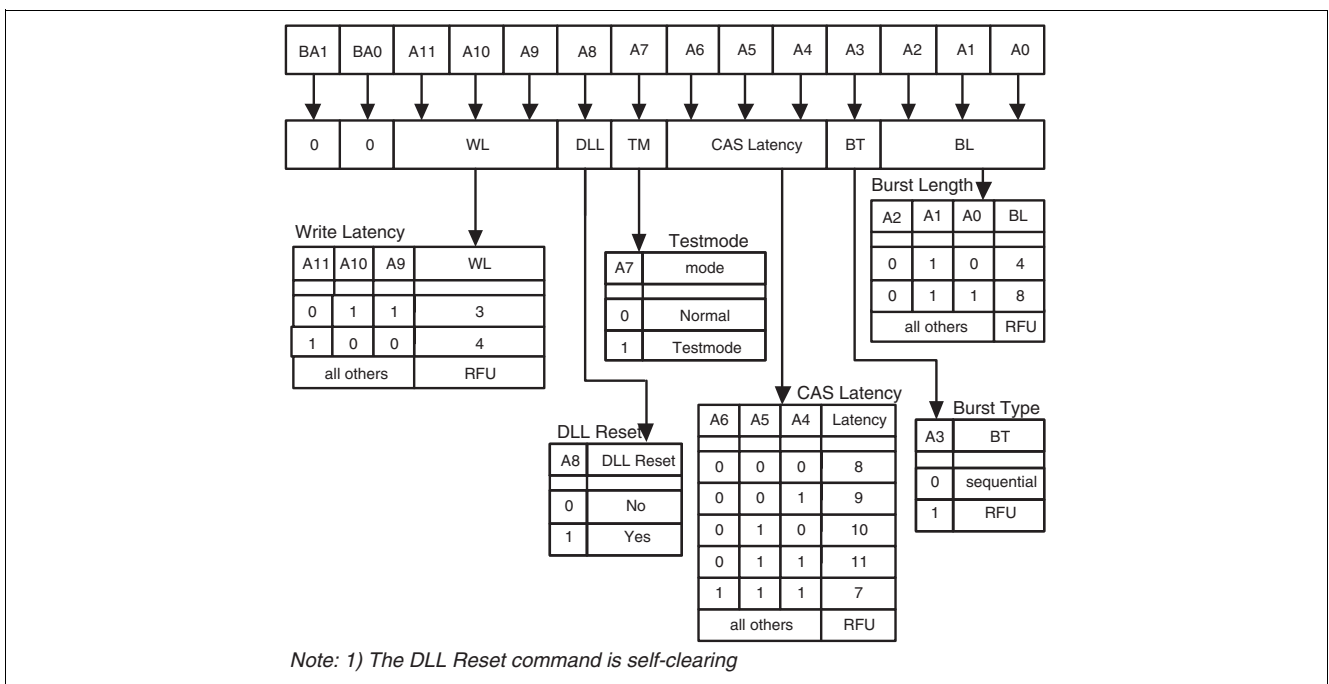 BA1 BA0 A11 A10 A9 A8 A7 A6 A5 A4 A3 A2 A1 A0
0 0 WL DLL TM CAS Latency BT BL
Write Latency
A11 A10 A9 WL
0 1 1 3
1 0 0 4
all others RFU
Testmode
A7 mode
0 Normal
1 Testmode
Burst Length
A2 A1 A0 BL
0 1 0 4
0 1 1 8
all others RFU
DLL Reset
A8 DLL Reset
0 No
1 Yes
CAS Latency
A6 A5 A4 Latency
0 0 0 8
0 0 1 9
0 1 0 10
0 1 1 11
1 1 1 7
all others RFU
Burst Type
A3 BT
0 sequential
1 RFU
Note: 1) The DLL Reset command is self-clearing